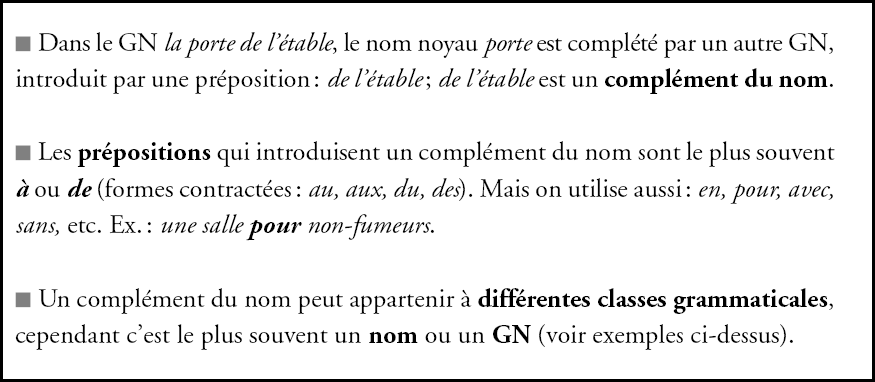 ■ Dans le GN la porte de l’étable, le nom noyau porte est complété par un autre GN,
introduit par une préposition : de l’étable ; de l’étable est un complément du nom.
■ Les prépositions qui introduisent un complément du nom sont le plus souvent
à ou de (formes contractées : au, aux, du, des). Mais on utilise aussi : en, pour, avec,
sans, etc. Ex. : une salle pour non-fumeurs.
■ Un complément du nom peut appartenir à différentes classes grammaticales,
cependant c’est le plus souvent un nom ou un GN (voir exemples ci-dessus).